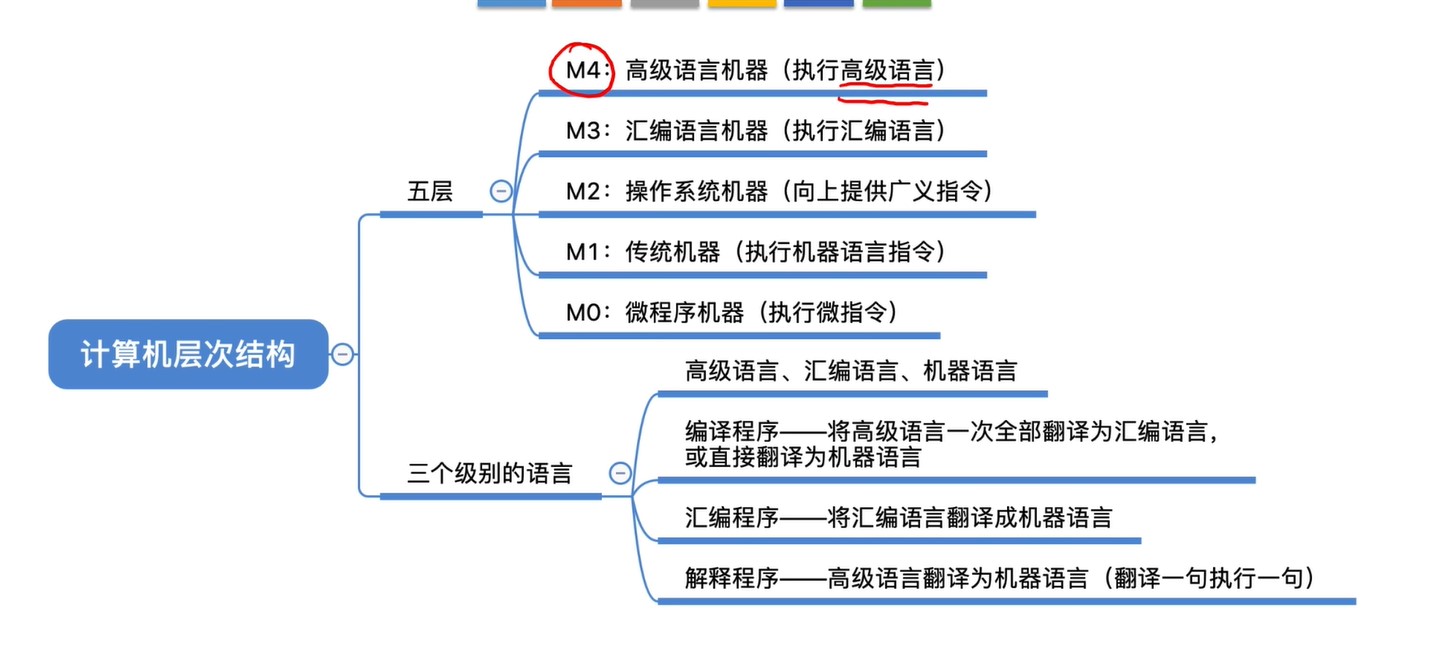 M4：高级语言机器（执行高级语言）
M3：汇编语言机器（执行汇编语言）
M2：操作系统机器（向上提供广义指令）
五层
M1：传统机器（执行机器语言指令）
M0：微程序机器（执行微指令）
计算机层次结构
高级语言、汇编语言、机器语言
编译程序——将高级语言一次全部翻译为汇编语言，
或直接翻译为机器语言
三个级别的语言
汇编程序——将汇编语言翻译成机器语言
解释程序——高级语言翻译为机器语言（翻译一句执行一句）